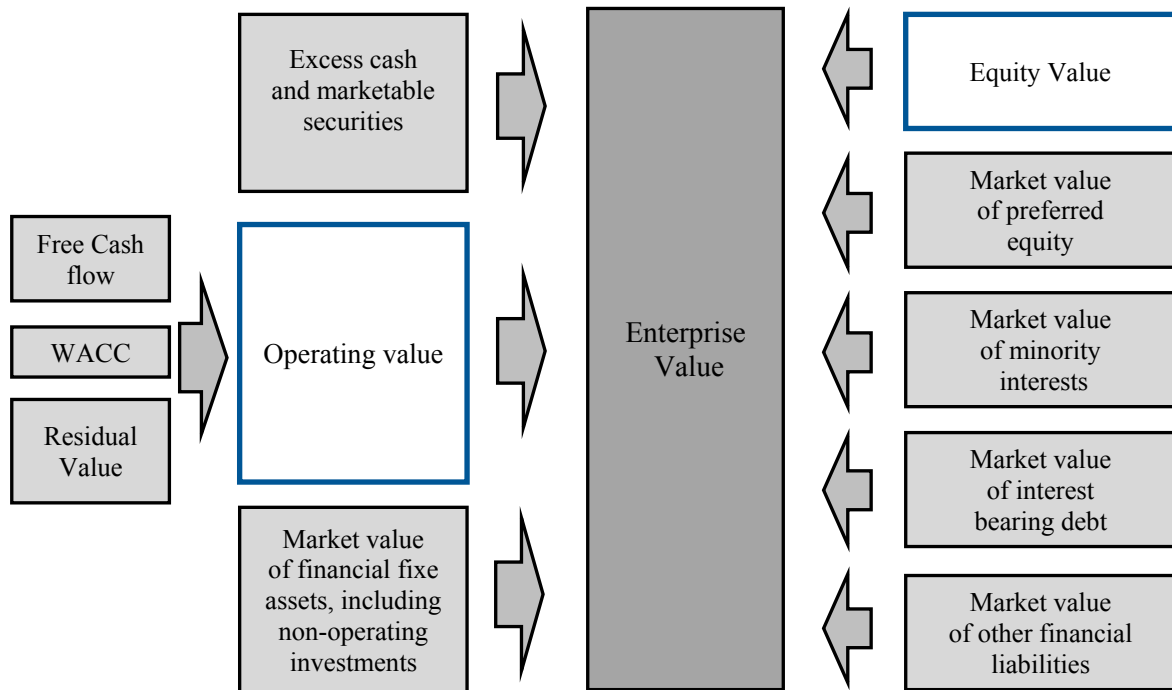 Excess cash
and marketable
securities
Free Cash
flow
WACC
Residual
Value
Operating value
Market value
of financial fixe
assets, including
non-operating
investments
Enterprise
Value
Equity Value
Market value
of preferred
equity
Market value
of minority
interests
Market value
of interest
bearing debt
Market value
of other financial
liabilities